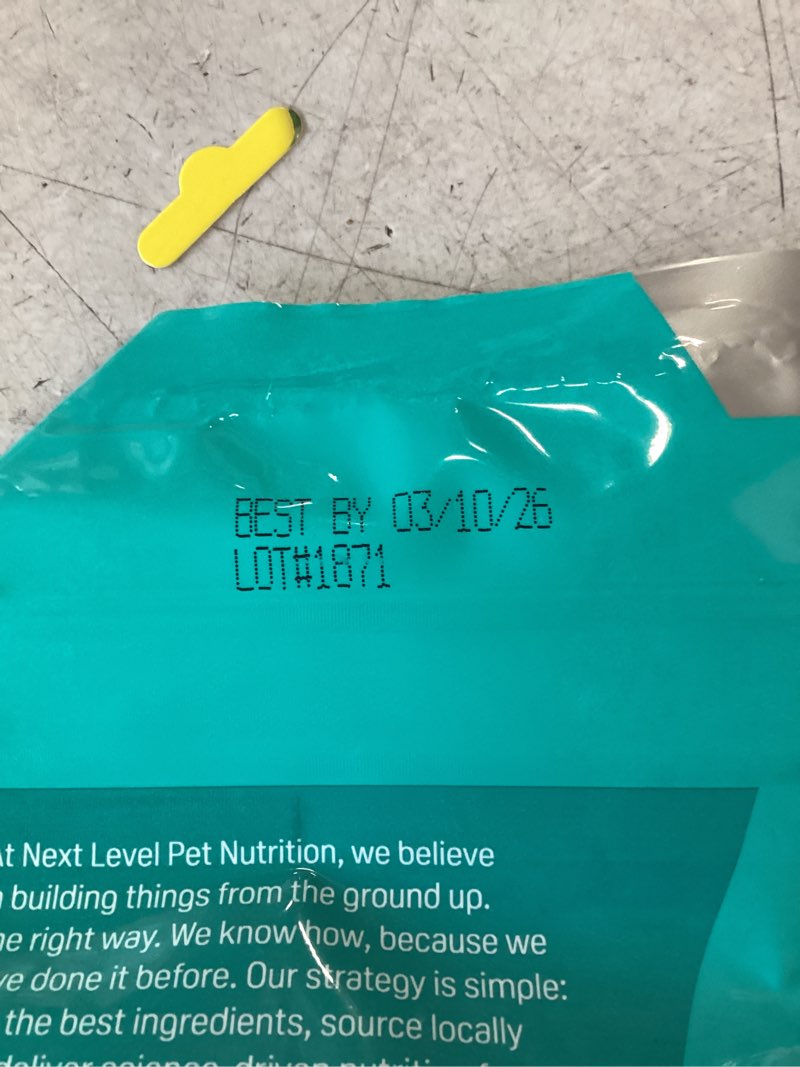 BEST BY 03/10/26
LOT#1871
At Next Level Pet Nutrition, we believe
building things from the ground up.
right way. We know how, because we
done it before. Our strategy is simple:
the best ingredients, source locally